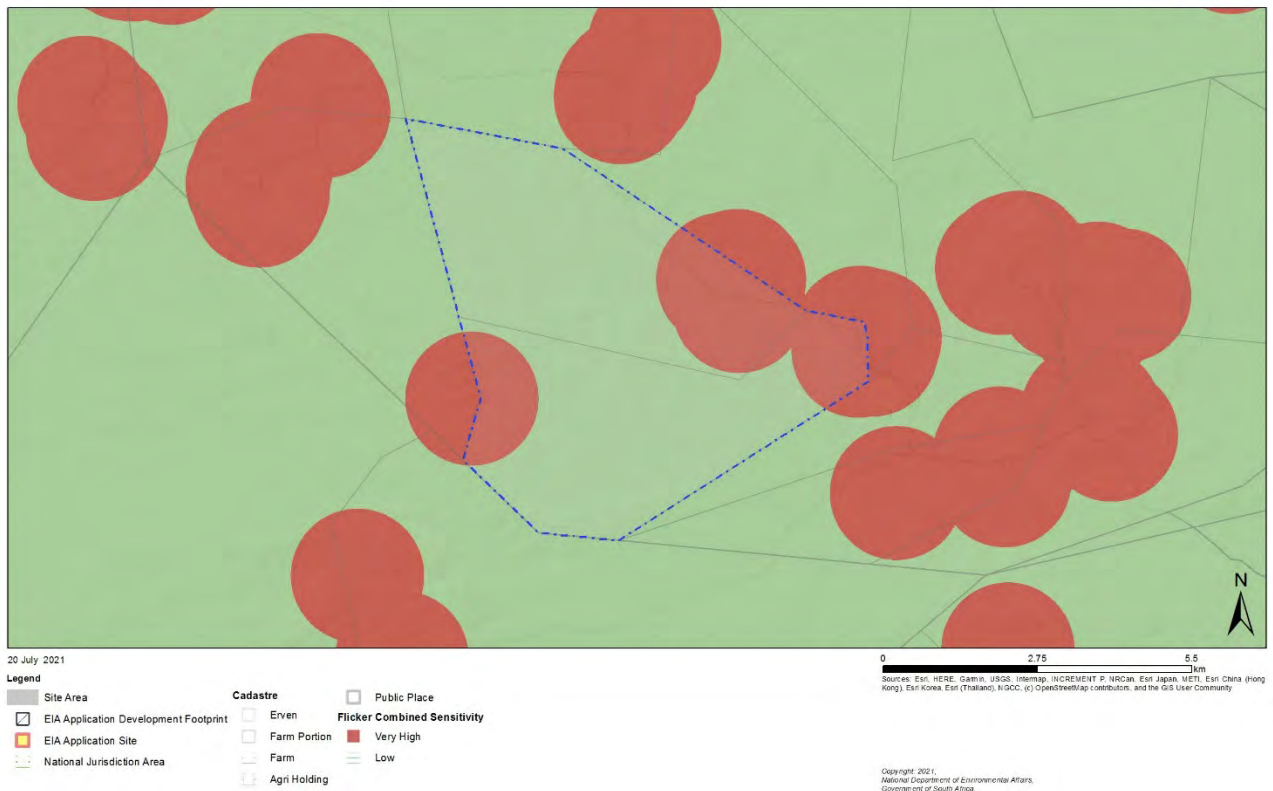 N
20 July 2021
0 2.75 5.5
km
Sources: Esri, HERE, Garmin, USGS, Intermap, INCREMENT P, NRCan, Esri Japan, METI, Esri China (Hong
Kong), Esri Korea, Esri (Thailand), NGCC, (c) OpenStreetMap contributors, and the GIS User Community
Legend
Site Area
EIA Application Development Footprint
EIA Application Site
National Jurisdiction Area
Cadastre
Erven
Farm Portion
Farm
Agri Holding
Public Place
Flicker Combined Sensitivity
Very High
Low
Copyright: 2021,
National Department of Environmental Affairs,
Government of South Africa.